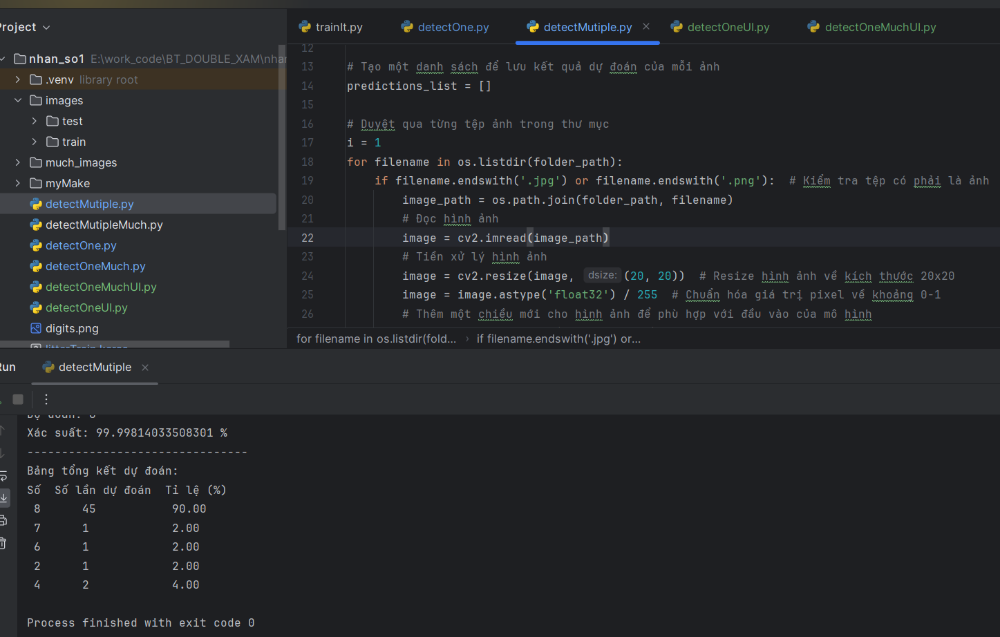 Project
nhan_so1 E:\work_code\BT_DOUBLE_XAM\nhar
.venv library root
images
test
train
much_images
myMake
detectMutiple.py
detectMutipleMuch.py
detectOne.py
detectOneMuch.py
detectOneMuchUI.py
detectOneUI.py
digits.png
trainIt.py
detectOne.py
detectMutiple.py
detectOneUI.py
detectOneMuchUI.py
12
13 # Tạo một danh sách để lưu kết quả dự đoán của mỗi ảnh
14 predictions_list = []
15
16 # Duyệt qua từng tệp ảnh trong thư mục
17 i = 1
18 for filename in os.listdir(folder_path):
19 if filename.endswith('.jpg') or filename.endswith('.png'): # Kiểm tra tệp có phải là ảnh
20 image_path = os.path.join(folder_path, filename)
21 # Đọc hình ảnh
22 image = cv2.imread(image_path)
23 # Tiền xử lý hình ảnh
24 image = cv2.resize(image, dsize: (20, 20)) # Resize hình ảnh về kích thước 20x20
25 image = image.astype('float32') / 255 # Chuẩn hóa giá trị pixel về khoảng 0-1
26 # Thêm một chiều mới cho hình ảnh để phù hợp với đầu vào của mô hình
for filename in os.listdir(fold... › if filename.endswith('.jpg') or...
Run
detectMutiple
Xác suất: 99.99814033508301 %
--------------------------------
Bảng tổng kết dự đoán:
Số Số lần dự đoán Tỉ lệ (%)
8 45 90.00
7 1 2.00
6 1 2.00
2 1 2.00
4 2 4.00
Process finished with exit code 0